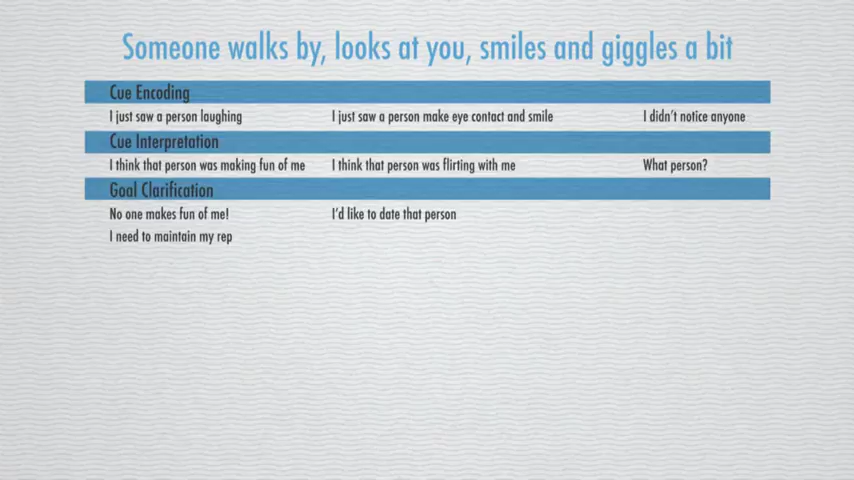 Someone walks by, looks at you, smiles and giggles a bit
Cue Encoding
I just saw a person laughing I just saw a person make eye contact and smile I didn't notice anyone
Cue Interpretation
I think that person was making fun of me I think that person was flirting with me What person?
Goal Clarification
No one makes fun of me! I'd like to date that person
I need to maintain my rep